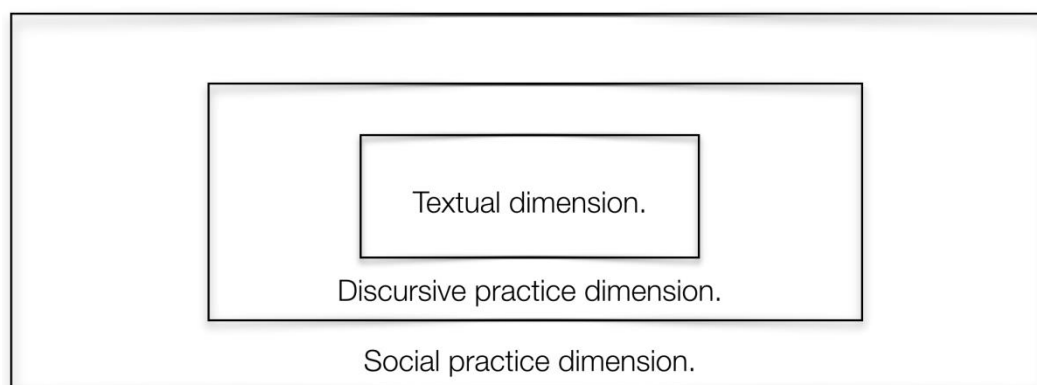 Textual dimension.
Discursive practice dimension.
Social practice dimension.